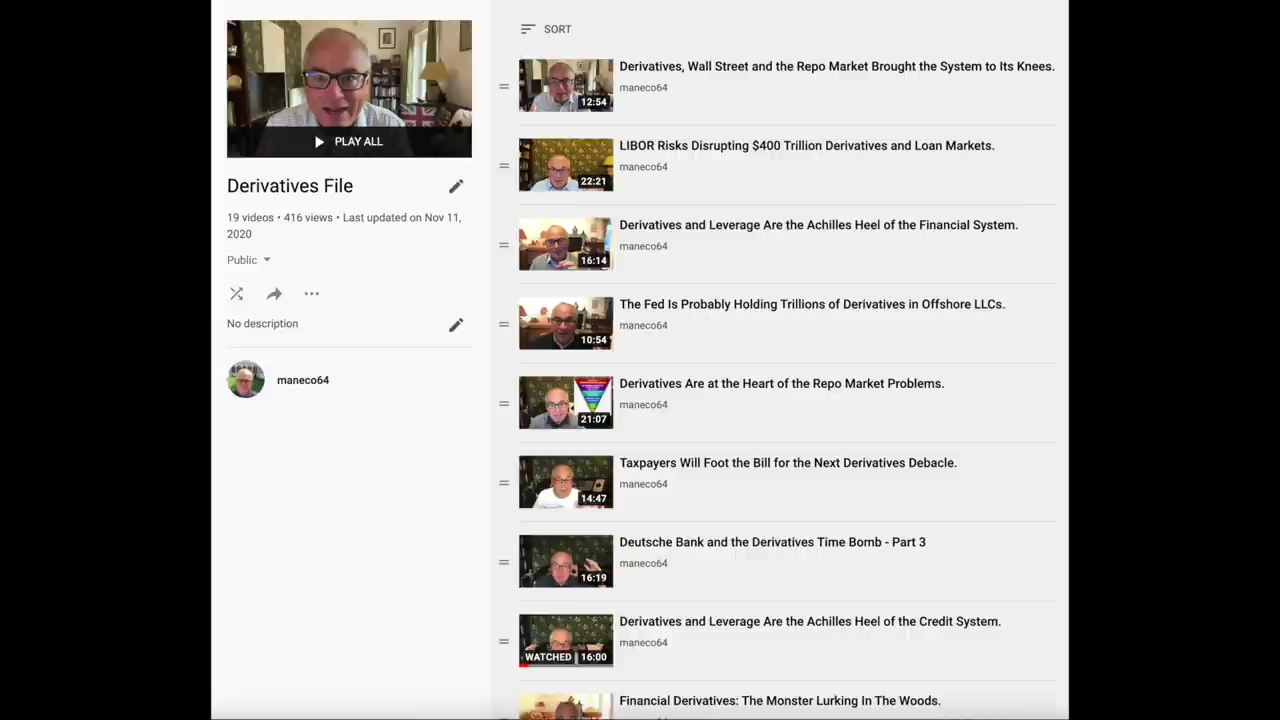 PLAY ALL
Derivatives File
19 videos • 416 views • Last updated on Nov 11,
2020
Public
No description
maneco64
SORT
12:54
Derivatives, Wall Street and the Repo Market Brought the System to Its Knees.
maneco64
22:21
LIBOR Risks Disrupting $400 Trillion Derivatives and Loan Markets.
maneco64
16:14
Derivatives and Leverage Are the Achilles Heel of the Financial System.
maneco64
10:54
The Fed Is Probably Holding Trillions of Derivatives in Offshore LLCs.
maneco64
21:07
Derivatives Are at the Heart of the Repo Market Problems.
maneco64
14:47
Taxpayers Will Foot the Bill for the Next Derivatives Debacle.
maneco64
16:19
Deutsche Bank and the Derivatives Time Bomb - Part 3
maneco64
WATCHED 16:00
Derivatives and Leverage Are the Achilles Heel of the Credit System.
maneco64
Financial Derivatives: The Monster Lurking In The Woods.